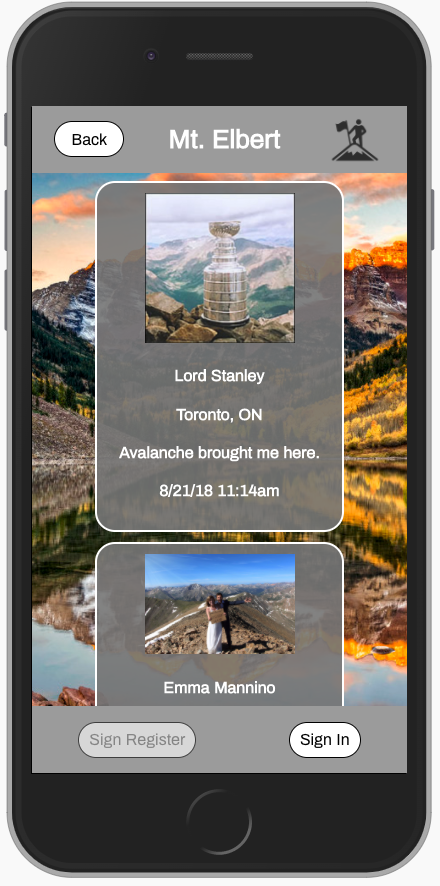 Back
Mt. Elbert
Lord Stanley
Toronto, ON
Avalanche brought me here.
8/21/18 11:14am
Emma Mannino
Sign Register
Sign In